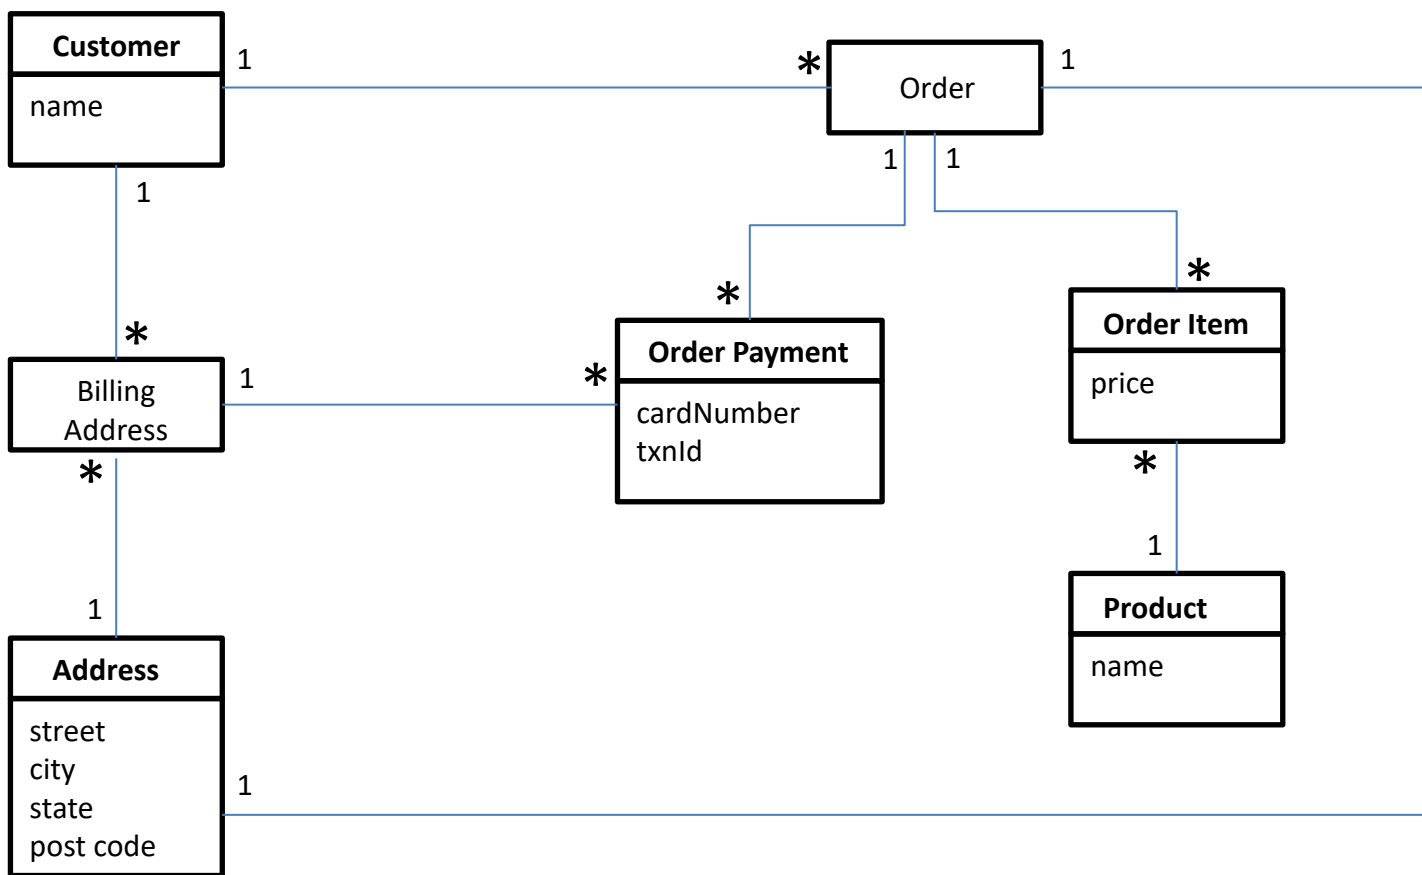 Customer
name
1
*
Order
1
1
1
1
*
Billing
Address
1
*
*
Order Payment
cardNumber
txnId
*
Order Item
price
*
1
Product
name
*
1
Address
street
city
state
post code
1